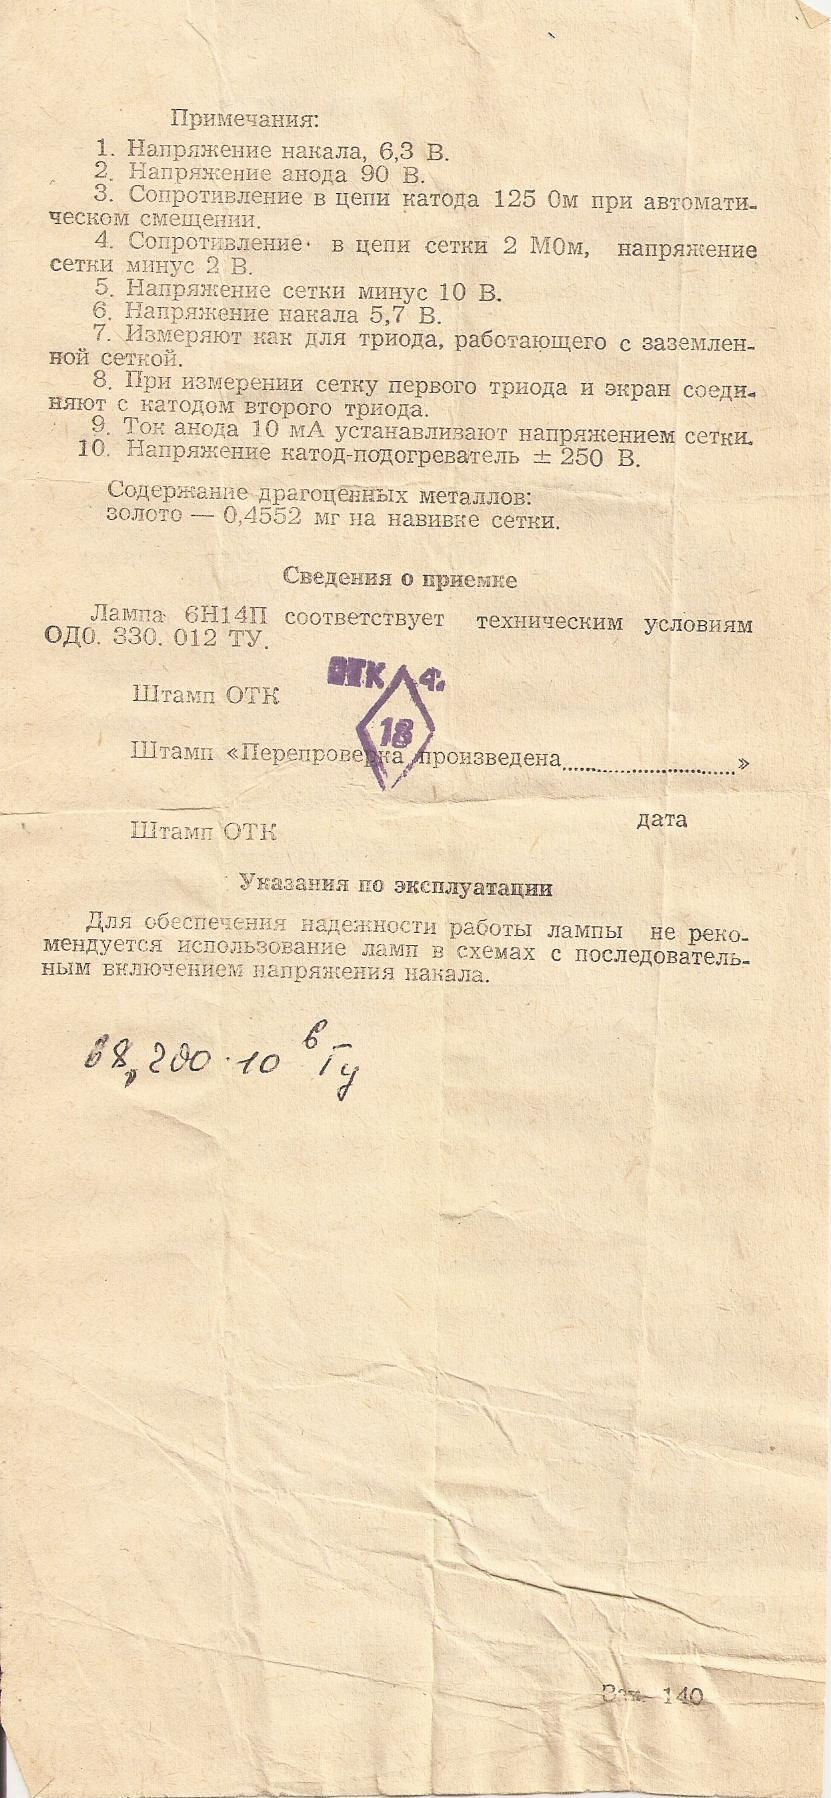 Примечания:
1. Напряжение накала, 6,3 В.
2. Напряжение анода 90 В.
3. Сопротивление в цепи катода 125 Ом при автомати-
ческом смещении.
4. Сопротивление в цепи сетки 2 МОм, напряжение
сетки минус 2 В.
5. Напряжение сетки минус 10 В.
6. Напряжение накала 5,7 В.
7. Измеряют как для триода, работающего с заземлен-
ной сеткой.
8. При измерении сетку первого триода и экран соеди-
няют с катодом второго триода.
9. Ток анода 10 мА устанавливают напряжением сетки.
10. Напряжение катод-подогреватель ± 250 В.
Содержание драгоценных металлов:
золото — 0,4552 мг на навивке сетки.
Сведения о приемке
Лампа 6Н14П соответствует техническим условиям
ОД0. 330. 012 ТУ.
ОТК 4.
Штамп ОТК
18
Штамп «Перепроверка произведена........................»
дата
Штамп ОТК
Указания по эксплуатации
Для обеспечения надежности работы лампы не реко-
мендуется использование ламп в схемах с последователь-
ным включением напряжения накала.
68,200·10⁶ Гц
Зак. 140